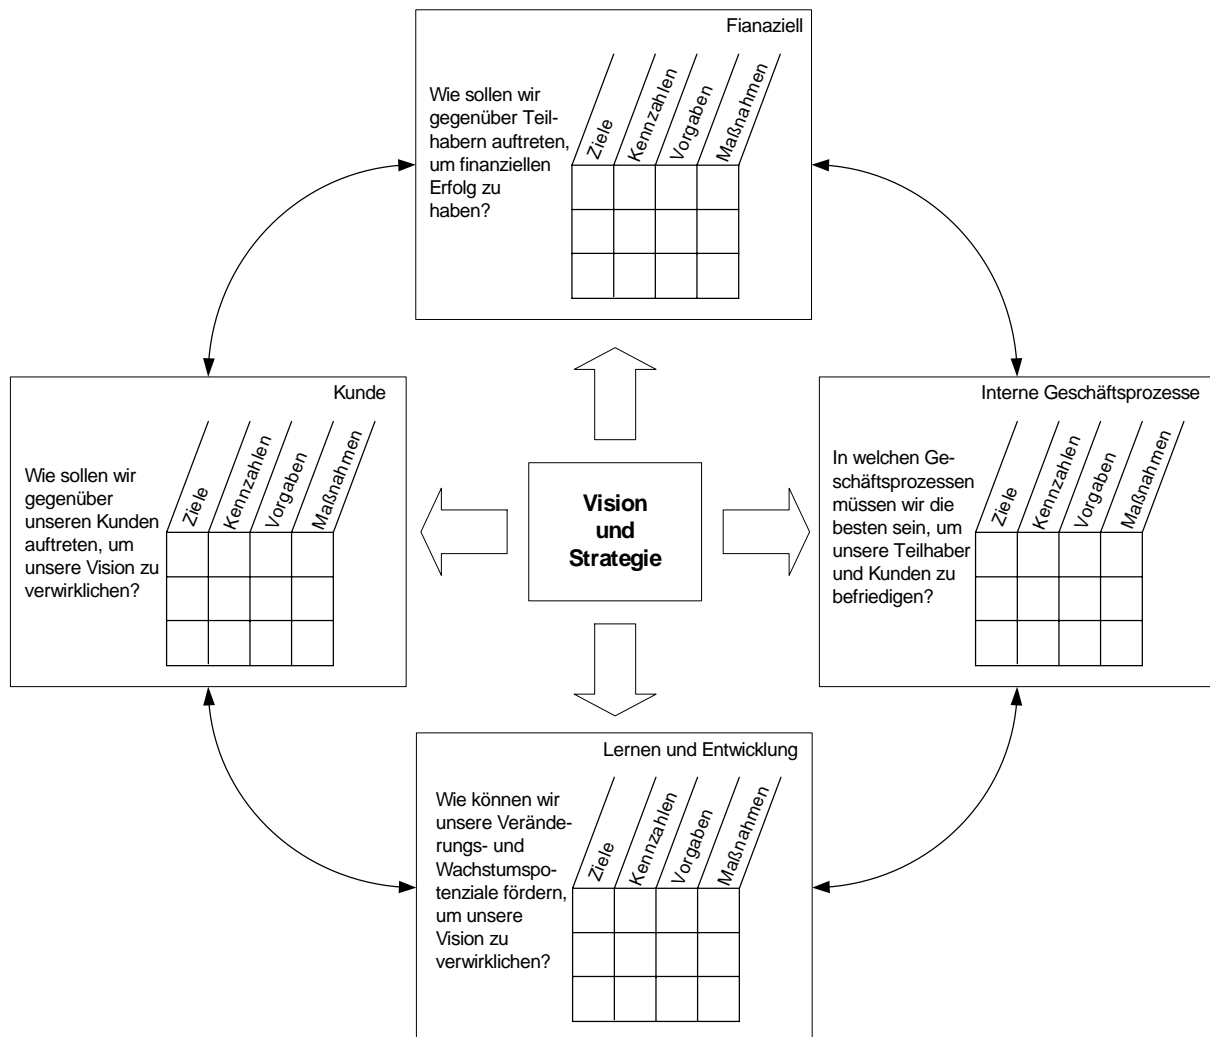 Fianaziell
Wie sollen wir
gegenüber Teil-
habern auftreten,
um finanziellen
Erfolg zu
haben?
Ziele
Kennzahlen
Vorgaben
Maßnahmen
Kunde
Wie sollen wir
gegenüber
unseren Kunden
auftreten, um
unsere Vision zu
verwirklichen?
Ziele
Kennzahlen
Vorgaben
Maßnahmen
Vision
und
Strategie
Interne Geschäftsprozesse
In welchen Ge-
schäftsprozessen
müssen wir die
besten sein, um
unsere Teilhaber
und Kunden zu
befriedigen?
Ziele
Kennzahlen
Vorgaben
Maßnahmen
Lernen und Entwicklung
Wie können wir
unsere Verände-
rungs- und
Wachstumspo-
tenziale fördern,
um unsere
Vision zu
verwirklichen?
Ziele
Kennzahlen
Vorgaben
Maßnahmen